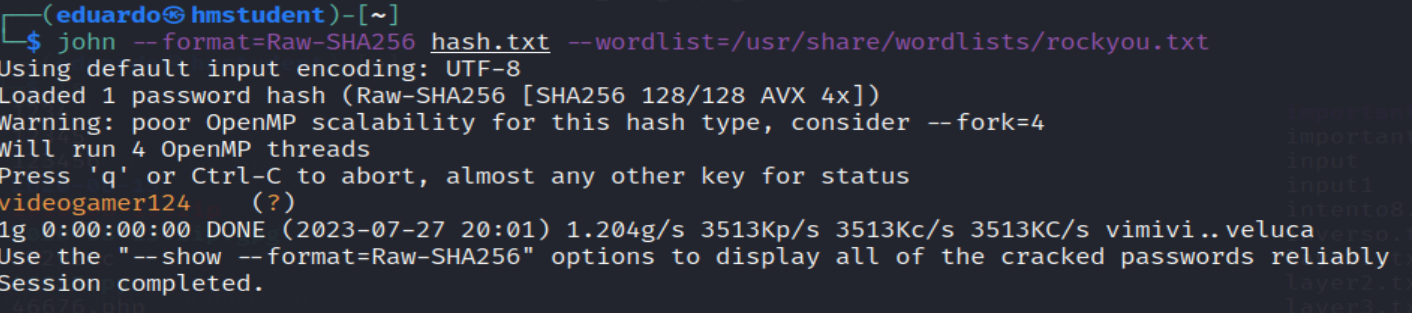 (eduardo㉿hmstudent)-[~]
$ john --format=Raw-SHA256 hash.txt --wordlist=/usr/share/wordlists/rockyou.txt
Using default input encoding: UTF-8
Loaded 1 password hash (Raw-SHA256 [SHA256 128/128 AVX 4x])
Warning: poor OpenMP scalability for this hash type, consider --fork=4
Will run 4 OpenMP threads
Press 'q' or Ctrl-C to abort, almost any other key for status
videogamer124 (?)
1g 0:00:00:00 DONE (2023-07-27 20:01) 1.204g/s 3513Kp/s 3513Kc/s 3513KC/s vimivi..veluca
Use the "--show --format=Raw-SHA256" options to display all of the cracked passwords reliably
Session completed.
important
input
input1